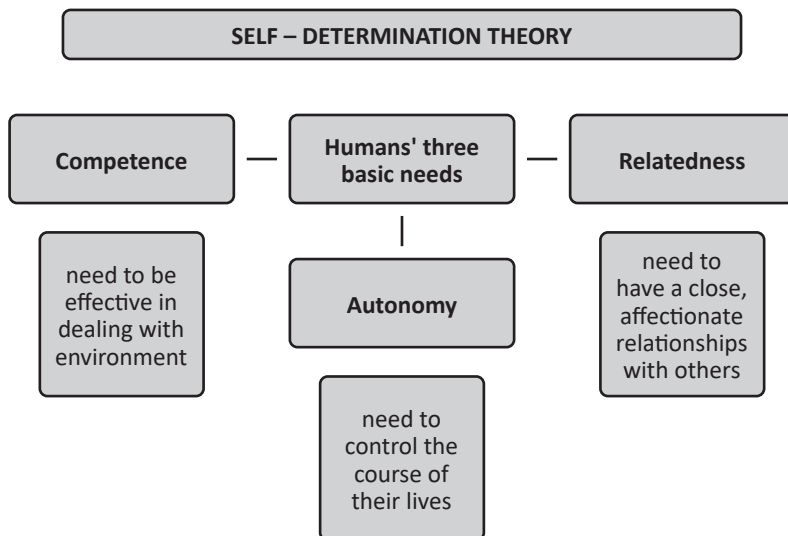 SELF – DETERMINATION THEORY
Competence
Humans' three
basic needs
Relatedness
need to be
effective in
dealing with
environment
Autonomy
need to
have a close,
affectionate
relationships
with others
need to
control the
course of
their lives